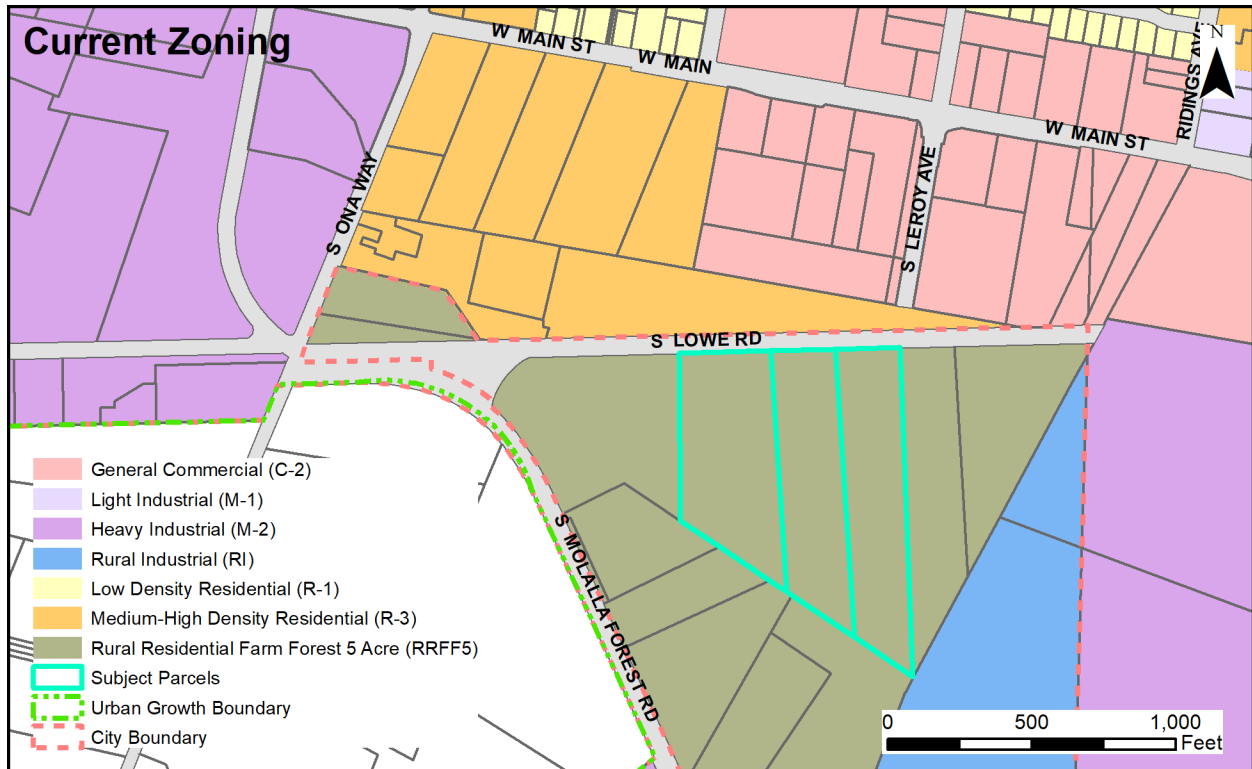 Current Zoning
W MAIN ST
W MAIN
N
RIDINGS AVE
W MAIN ST
S ONA WAY
S LEROY AVE
S LOWE RD
S MOLALLA FOREST RD
General Commercial (C-2)
Light Industrial (M-1)
Heavy Industrial (M-2)
Rural Industrial (RI)
Low Density Residential (R-1)
Medium-High Density Residential (R-3)
Rural Residential Farm Forest 5 Acre (RRFF5)
Subject Parcels
Urban Growth Boundary
City Boundary
0 500 1,000
Feet